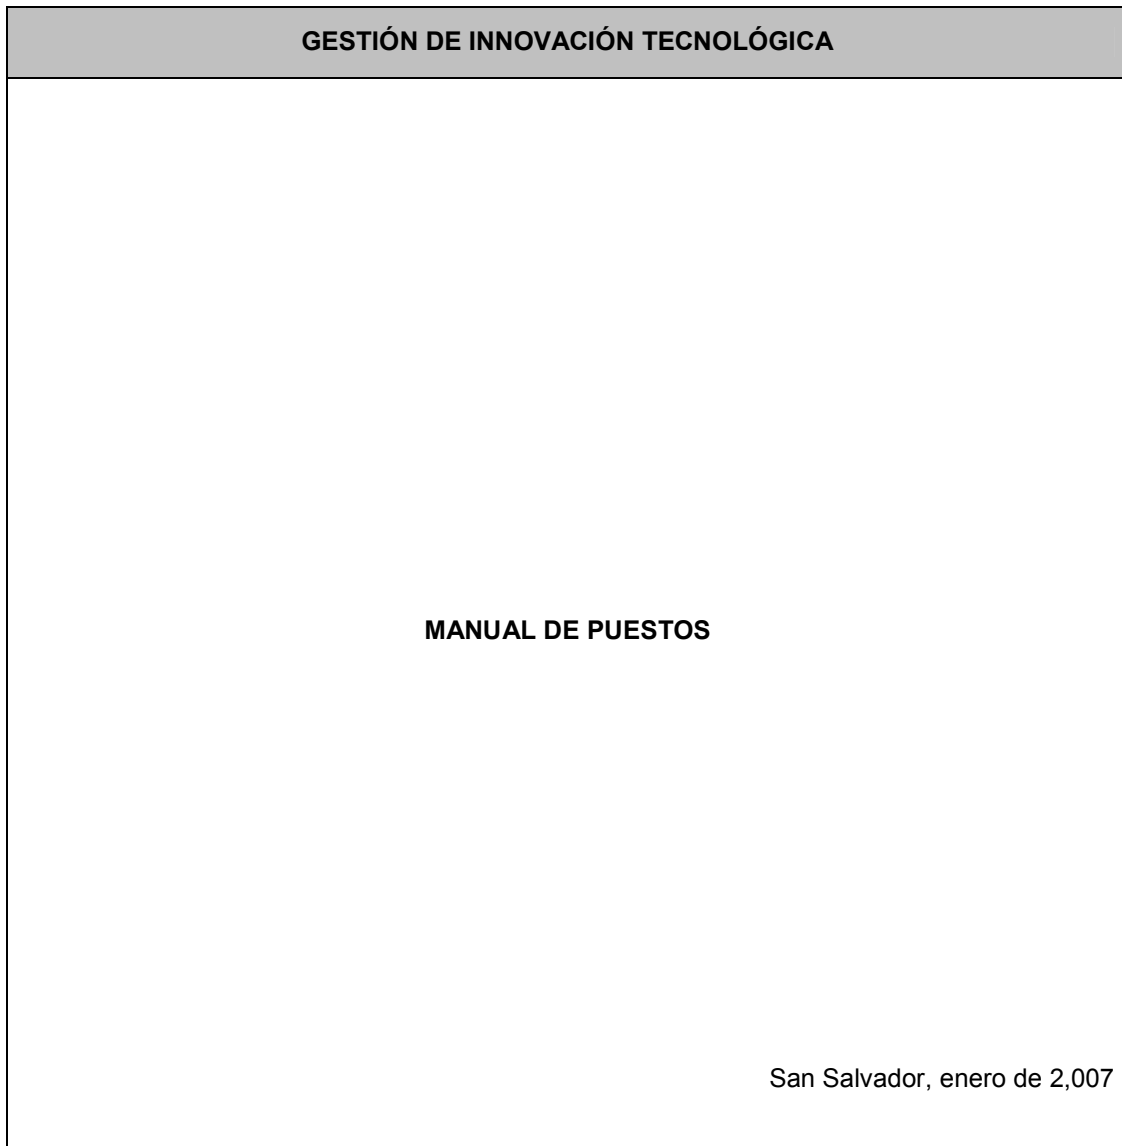 GESTIÓN DE INNOVACIÓN TECNOLÓGICA
MANUAL DE PUESTOS
San Salvador, enero de 2,007